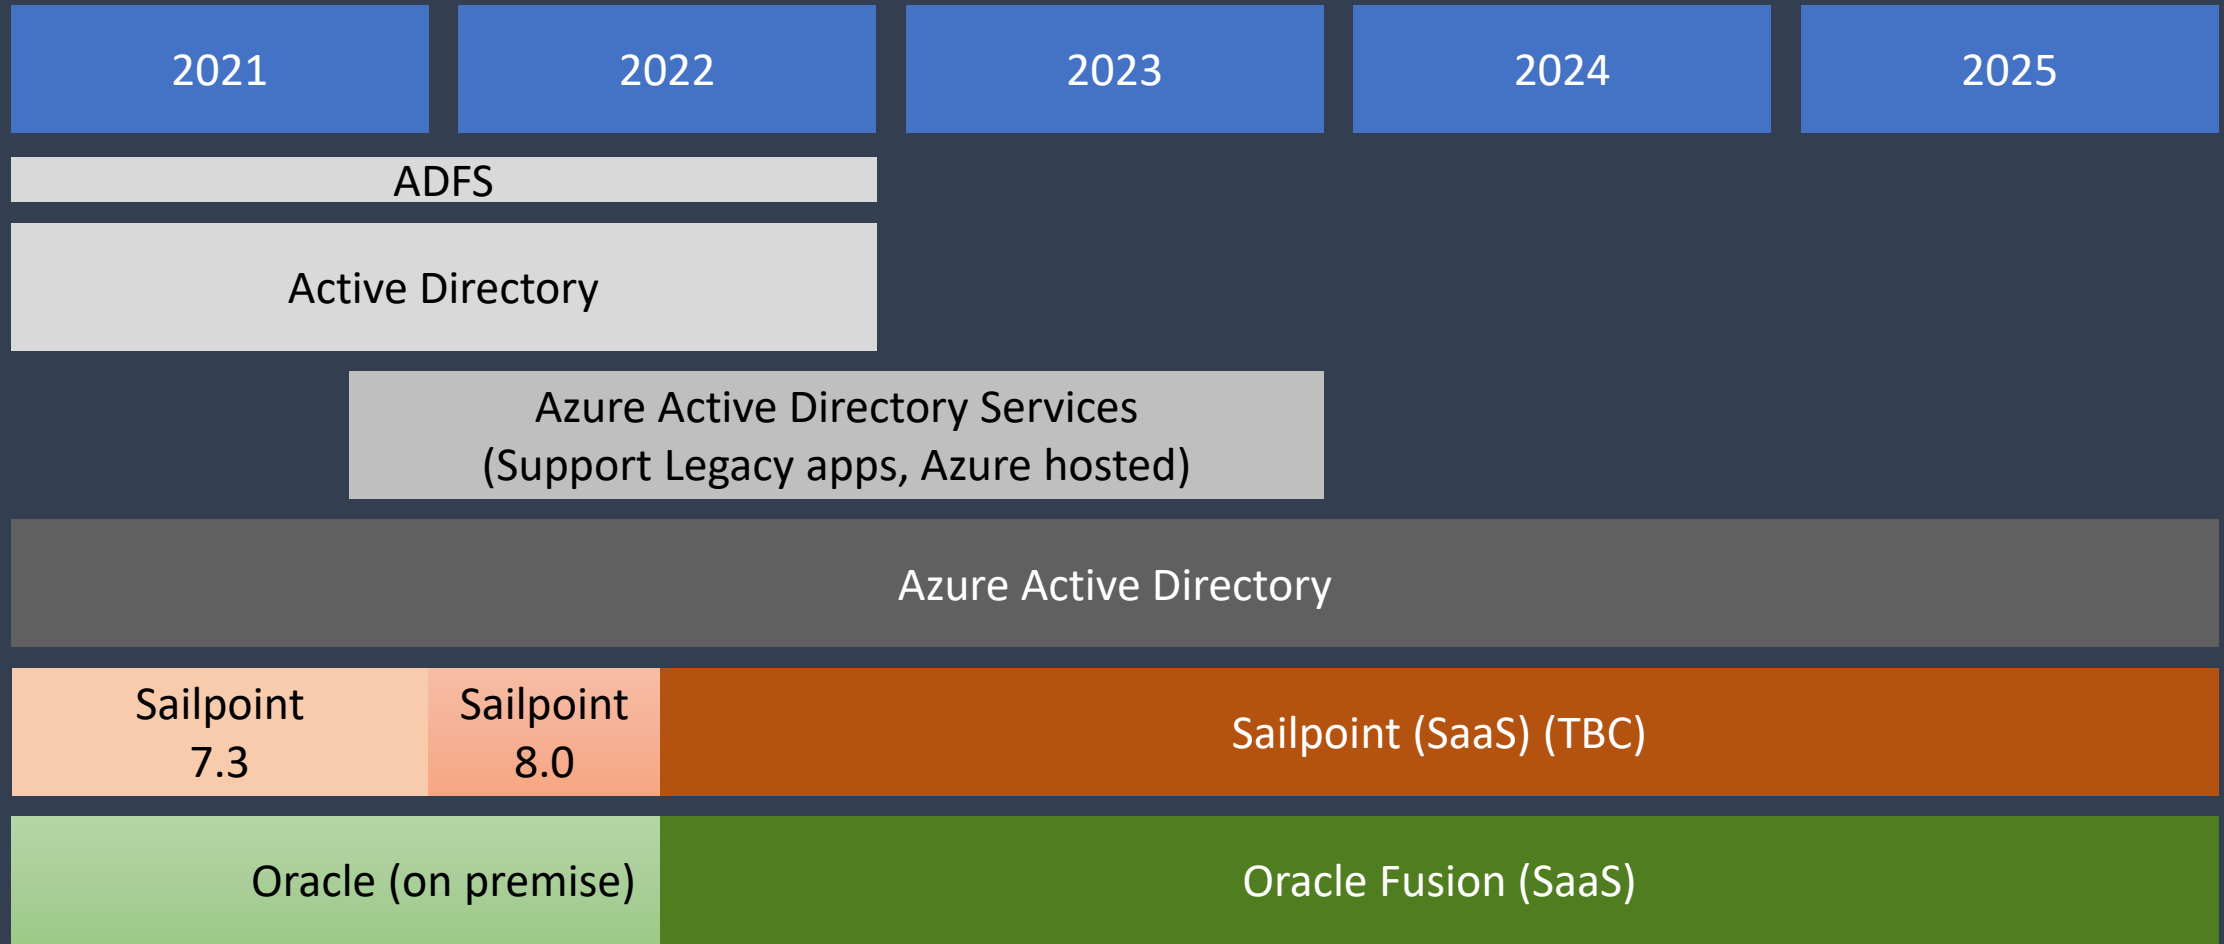 2021
2022
2023
2024
2025
ADFS
Active Directory
Azure Active Directory Services
(Support Legacy apps, Azure hosted)
Azure Active Directory
Sailpoint
7.3
Sailpoint
8.0
Sailpoint (SaaS) (TBC)
Oracle (on premise)
Oracle Fusion (SaaS)